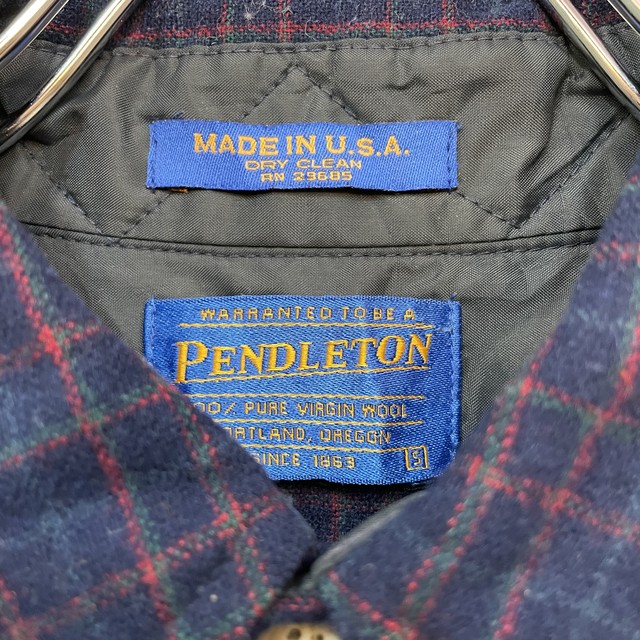 MADE IN U.S.A.
DRY CLEAN
RN 29685
WARRANTED TO BE A
PENDLETON
PURE VIRGIN WOOL
PORTLAND, OREGON
SINCE 1863
S